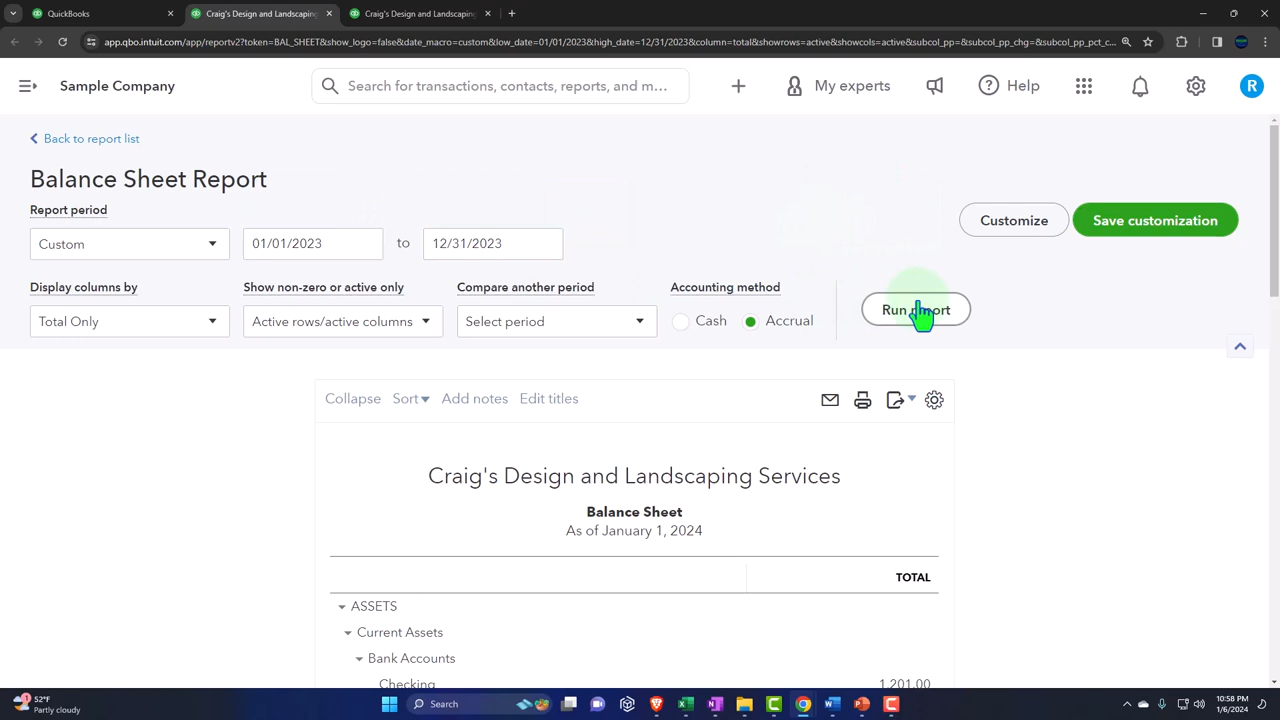 QuickBooks
Craig's Design and Landscaping
Craig's Design and Landscaping
app.qbo.intuit.com/app/reportv2?token=BAL_SHEET&show_logo=false&date_macro=custom&low_date=01/01/2023&high_date=12/31/2023&column=total&showrows=active&showcols=active&subcol_pp=&subcol_pp_chg=&subcol_pp_pct_c...
Sample Company
Search for transactions, contacts, reports, and m...
My experts
Help
R
Back to report list
Balance Sheet Report
Report period
Customize
Save customization
Custom
01/01/2023
to
12/31/2023
Display columns by
Show non-zero or active only
Compare another period
Accounting method
Total Only
Active rows/active columns
Select period
Cash
Accrual
Run report
Collapse
Sort
Add notes
Edit titles
Craig's Design and Landscaping Services
Balance Sheet
As of January 1, 2024
TOTAL
ASSETS
Current Assets
Bank Accounts
Checking 1,201.00
1
52°F
Partly cloudy
Search
10:58 PM
1/6/2024